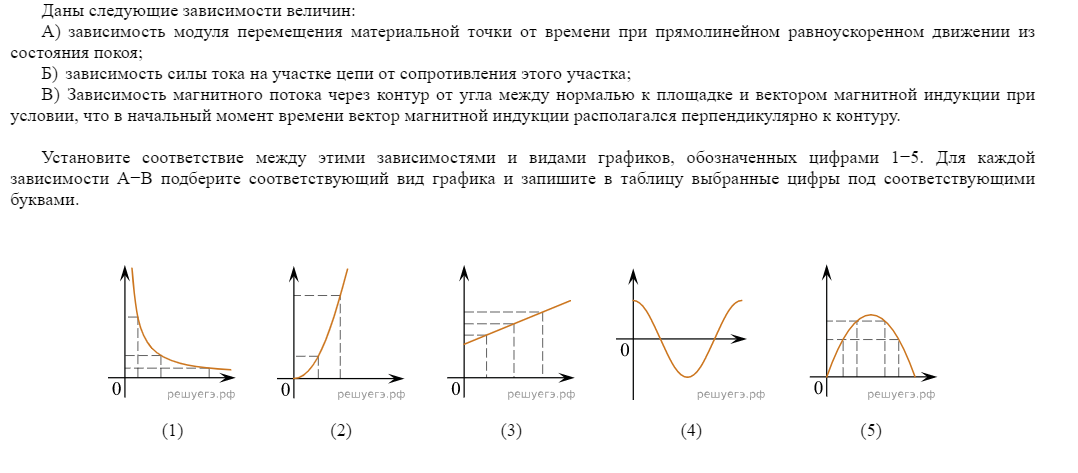 Даны следующие зависимости величин:
А) зависимость модуля перемещения материальной точки от времени при прямолинейном равноускоренном движении из
состояния покоя;
Б) зависимость силы тока на участке цепи от сопротивления этого участка;
В) Зависимость магнитного потока через контур от угла между нормалью к площадке и вектором магнитной индукции при
условии, что в начальный момент времени вектор магнитной индукции располагался перпендикулярно к контуру.
Установите соответствие между этими зависимостями и видами графиков, обозначенных цифрами 1−5. Для каждой
зависимости А−В подберите соответствующий вид графика и запишите в таблицу выбранные цифры под соответствующими
буквами.
0 0 0 0 0
решуегэ.рф решуегэ.рф решуегэ.рф решуегэ.рф решуегэ.рф
(1) (2) (3) (4) (5)